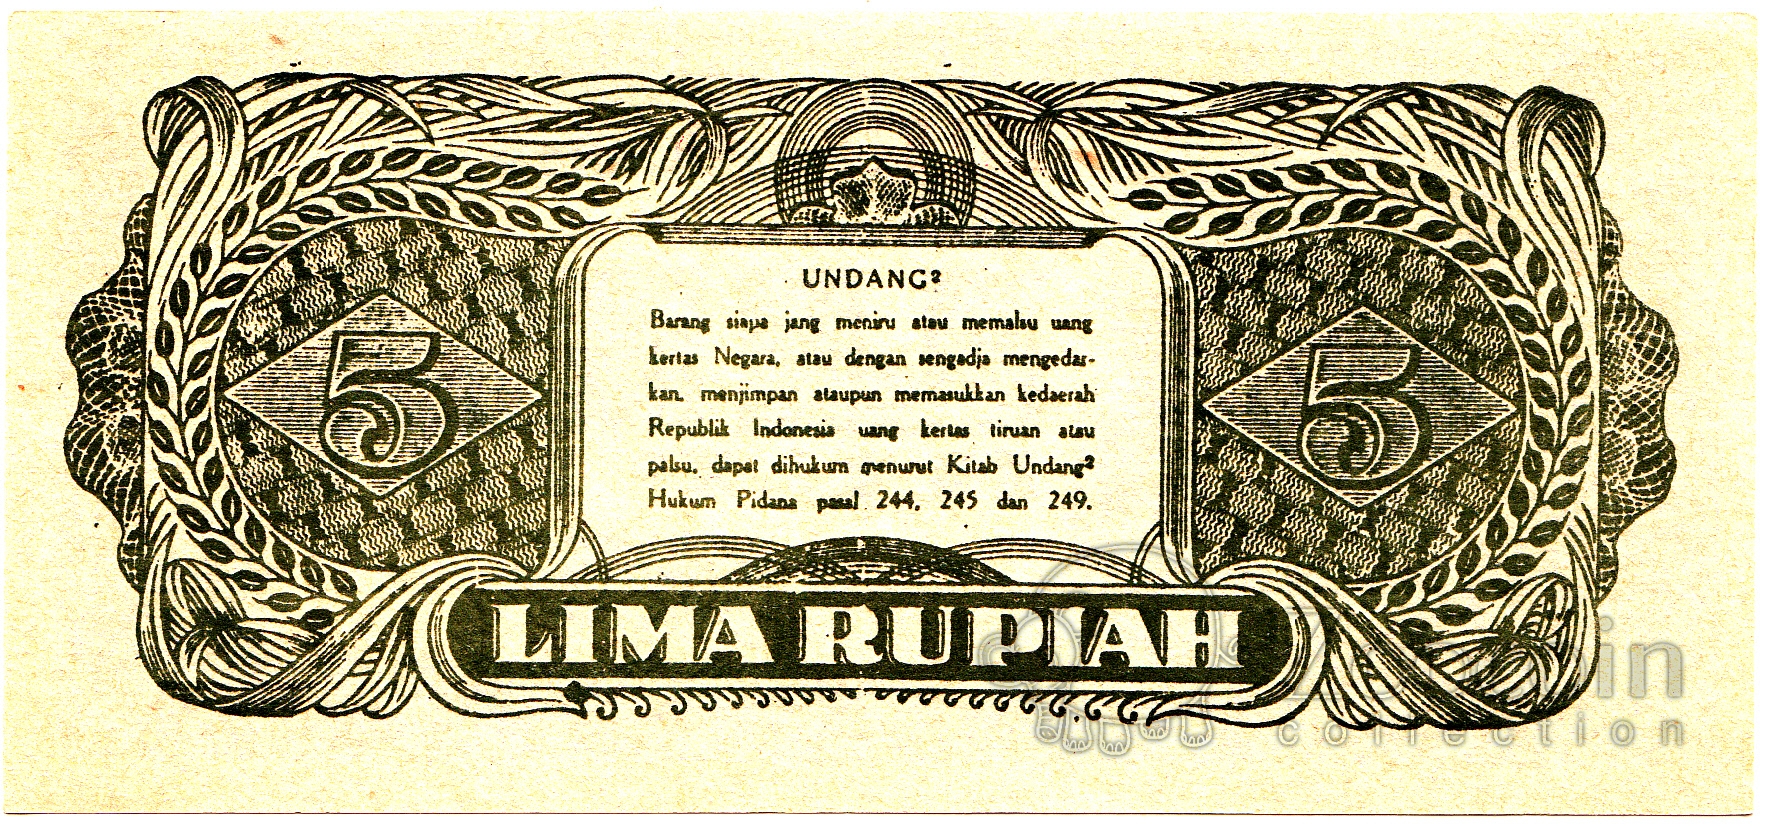 UNDANG²
Barang siapa jang meniru atau memalsu uang
kertas Negara, atau dengan sengadja mengedar-
kan, menjimpan ataupun memasukkan kedaerah
Republik Indonesia uang kertas tiruan atau
palsu, dapat dihukum menurut Kitab Undang²
Hukum Pidana pasal 244, 245 dan 249.
5
5
LIMA RUPIAH
collection